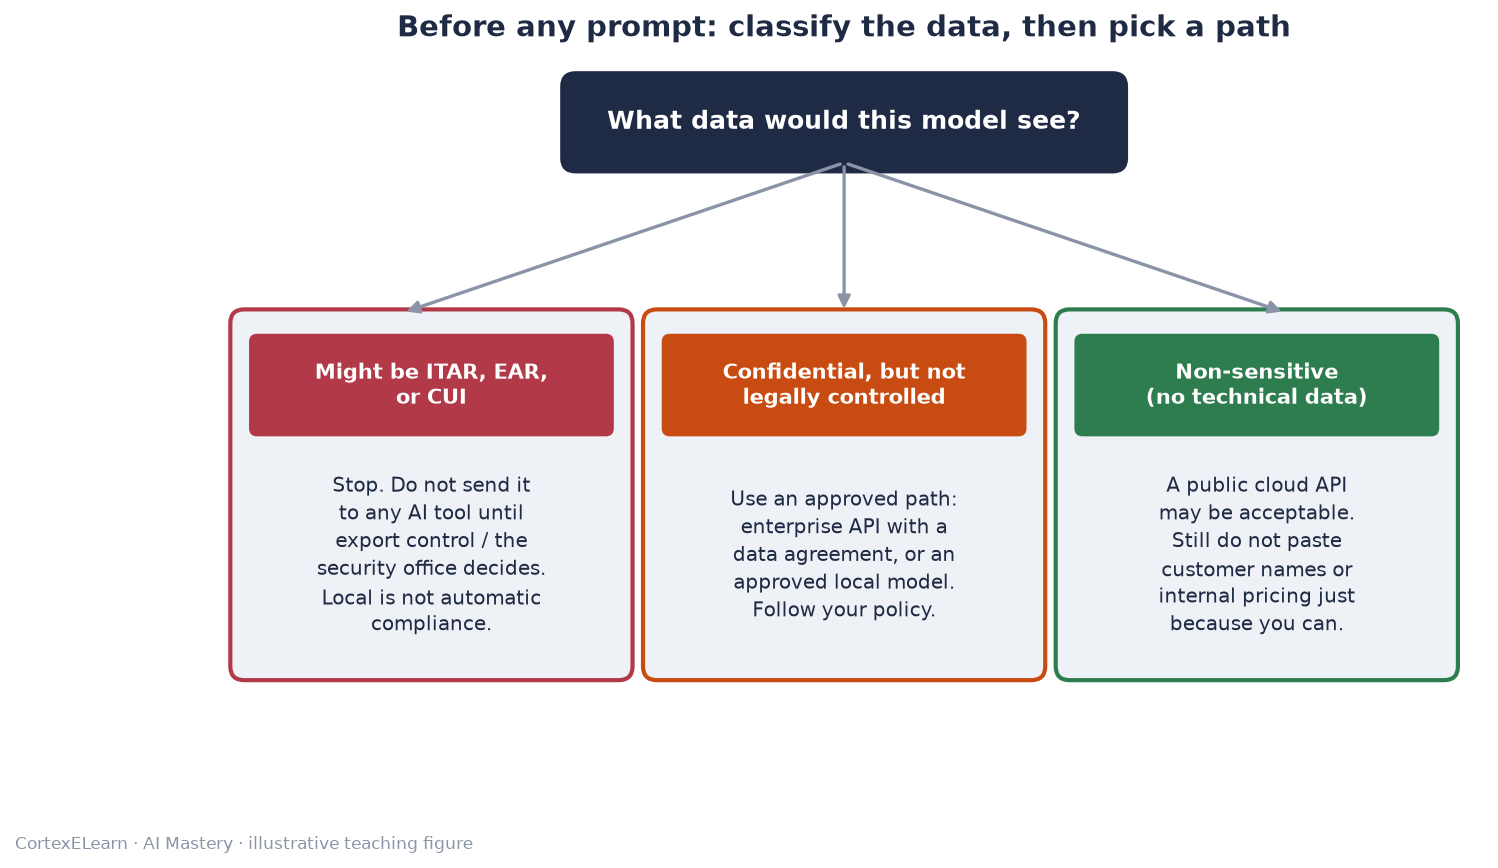 Before any prompt: classify the data, then pick a path
What data would this model see?
Might be ITAR, EAR,
or CUI
Stop. Do not send it
to any AI tool until
export control / the
security office decides.
Local is not automatic
compliance.
Confidential, but not
legally controlled
Use an approved path:
enterprise API with a
data agreement, or an
approved local model.
Follow your policy.
Non-sensitive
(no technical data)
A public cloud API
may be acceptable.
Still do not paste
customer names or
internal pricing just
because you can.
CortexELearn · AI Mastery · illustrative teaching figure